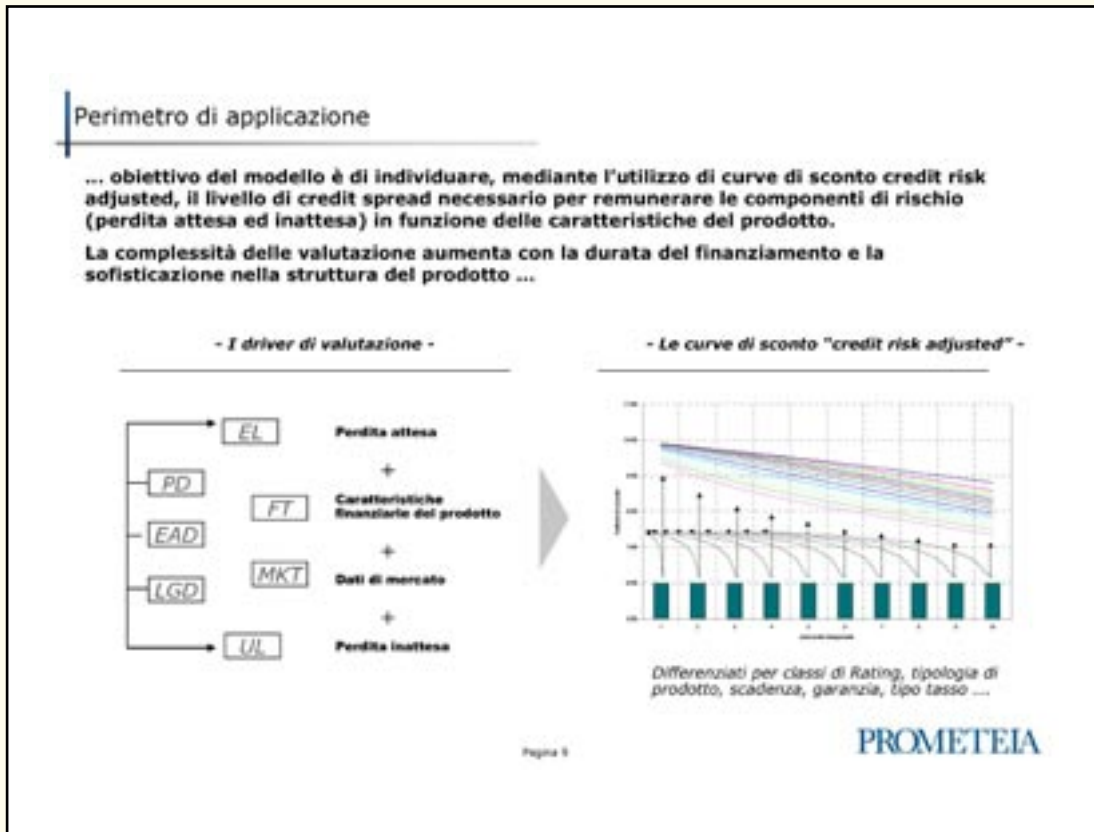 Perimetro di applicazione
... obiettivo del modello è di individuare, mediante l'utilizzo di curve di sconto credit risk
adjusted, il livello di credit spread necessario per remunerare le componenti di rischio
(perdita attesa ed inattesa) in funzione delle caratteristiche del prodotto.
La complessità delle valutazione aumenta con la durata del finanziamento e la
sofisticazione nella struttura del prodotto ...
- I driver di valutazione -
EL
Perdita attesa
+
PD
FT
Caratteristiche
finanziarie del prodotto
EAD
+
MKT
Dati di mercato
LGD
+
UL
Perdita inattesa
- Le curve di sconto "credit risk adjusted" -
Differenziati per classi di Rating, tipologia di
prodotto, scadenza, garanzia, tipo tasso ....
Pagina 9
PROMETEIA